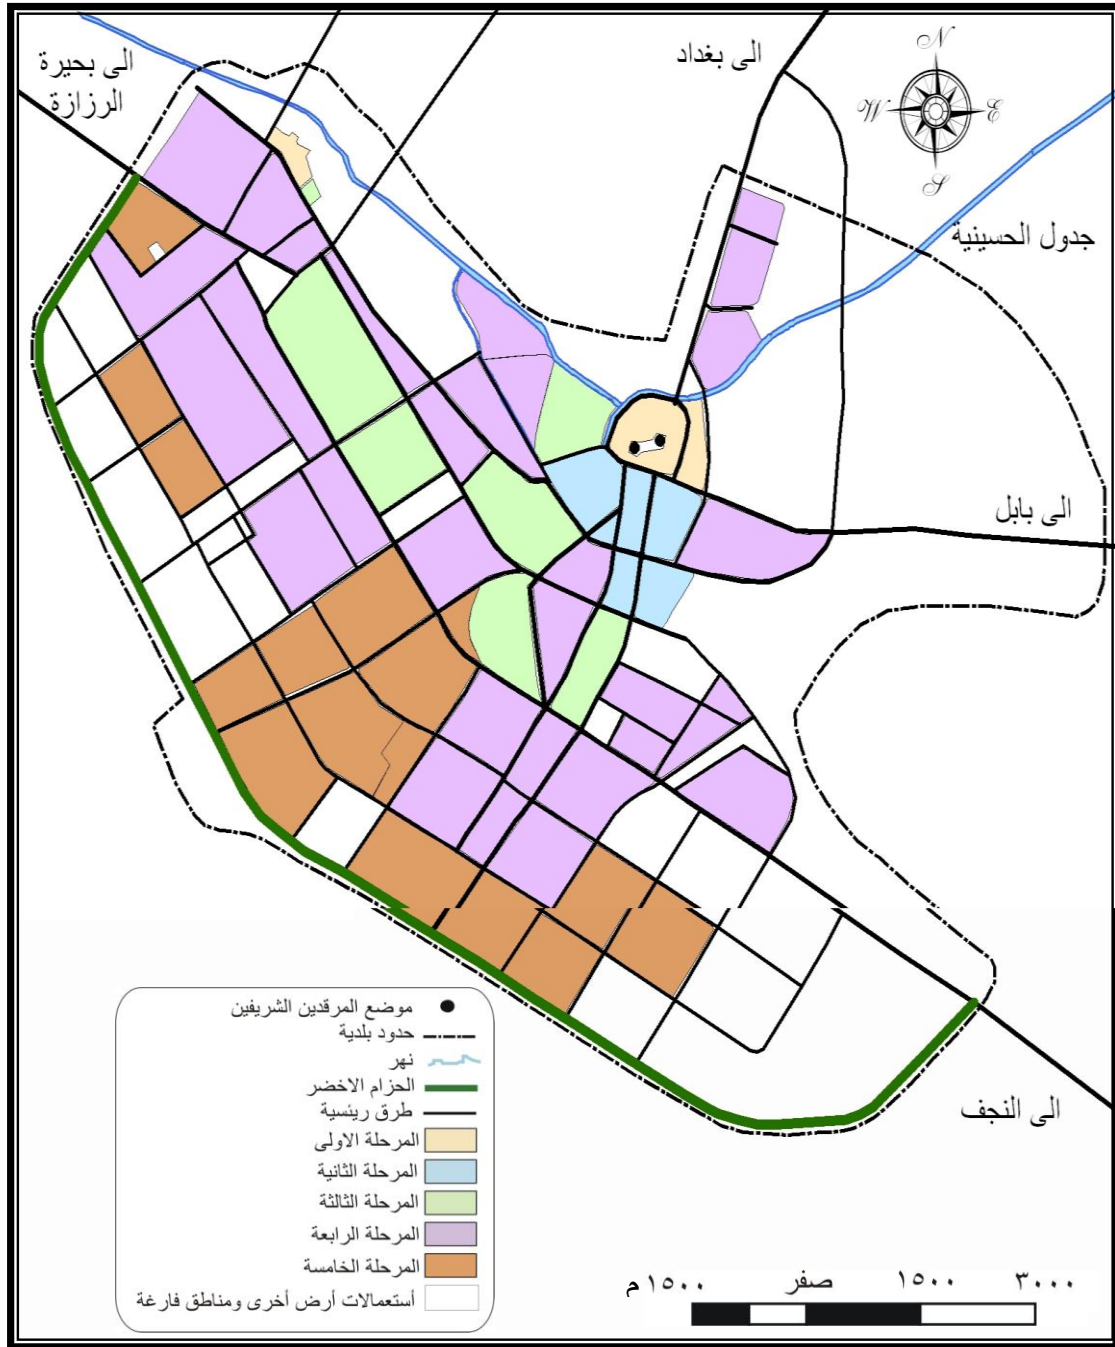 الى بحيرة
الرزازة
الى بغداد
N
W
E
S
جدول الحسينية
الى بابل
الى النجف
موضع المرقدين الشريفين
حدود بلدية
نهر
الحزام الاخضر
طرق ريئسية
المرحلة الاولى
المرحلة الثانية
المرحلة الثالثة
المرحلة الرابعة
المرحلة الخامسة
أستعمالات أرض أخرى ومناطق فارغة
٣٠٠٠ ١٥٠٠ صفر ١٥٠٠ م